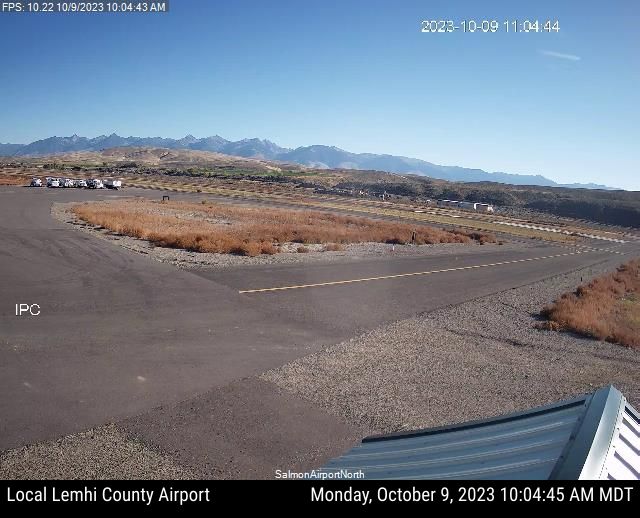 FPS: 10.22 10/9/2023 10:04:43 AM
2023-10-09 11:04:44
IPC
SalmonAirportNorth
Local Lemhi County Airport
Monday, October 9, 2023 10:04:45 AM MDT